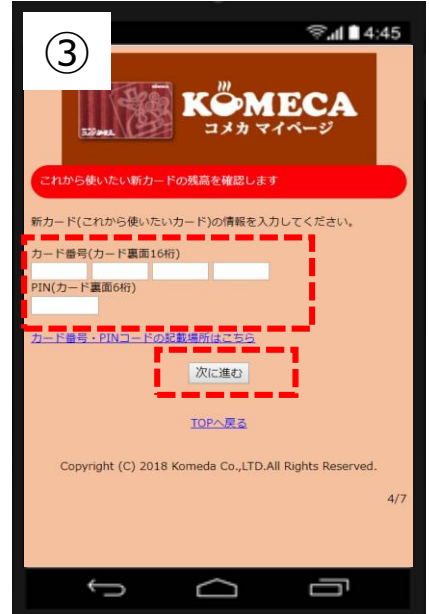 ③
4:45
KOMECA
コメカ マイページ
これから使いたい新カードの残高を確認します
新カード(これから使いたいカード)の情報を入力してください。
カード番号(カード裏面16桁)
PIN(カード裏面6桁)
カード番号・PINコードの記載場所はこちら
次に進む
TOPへ戻る
Copyright (C) 2018 Komeda Co.,LTD.All Rights Reserved.
4/7